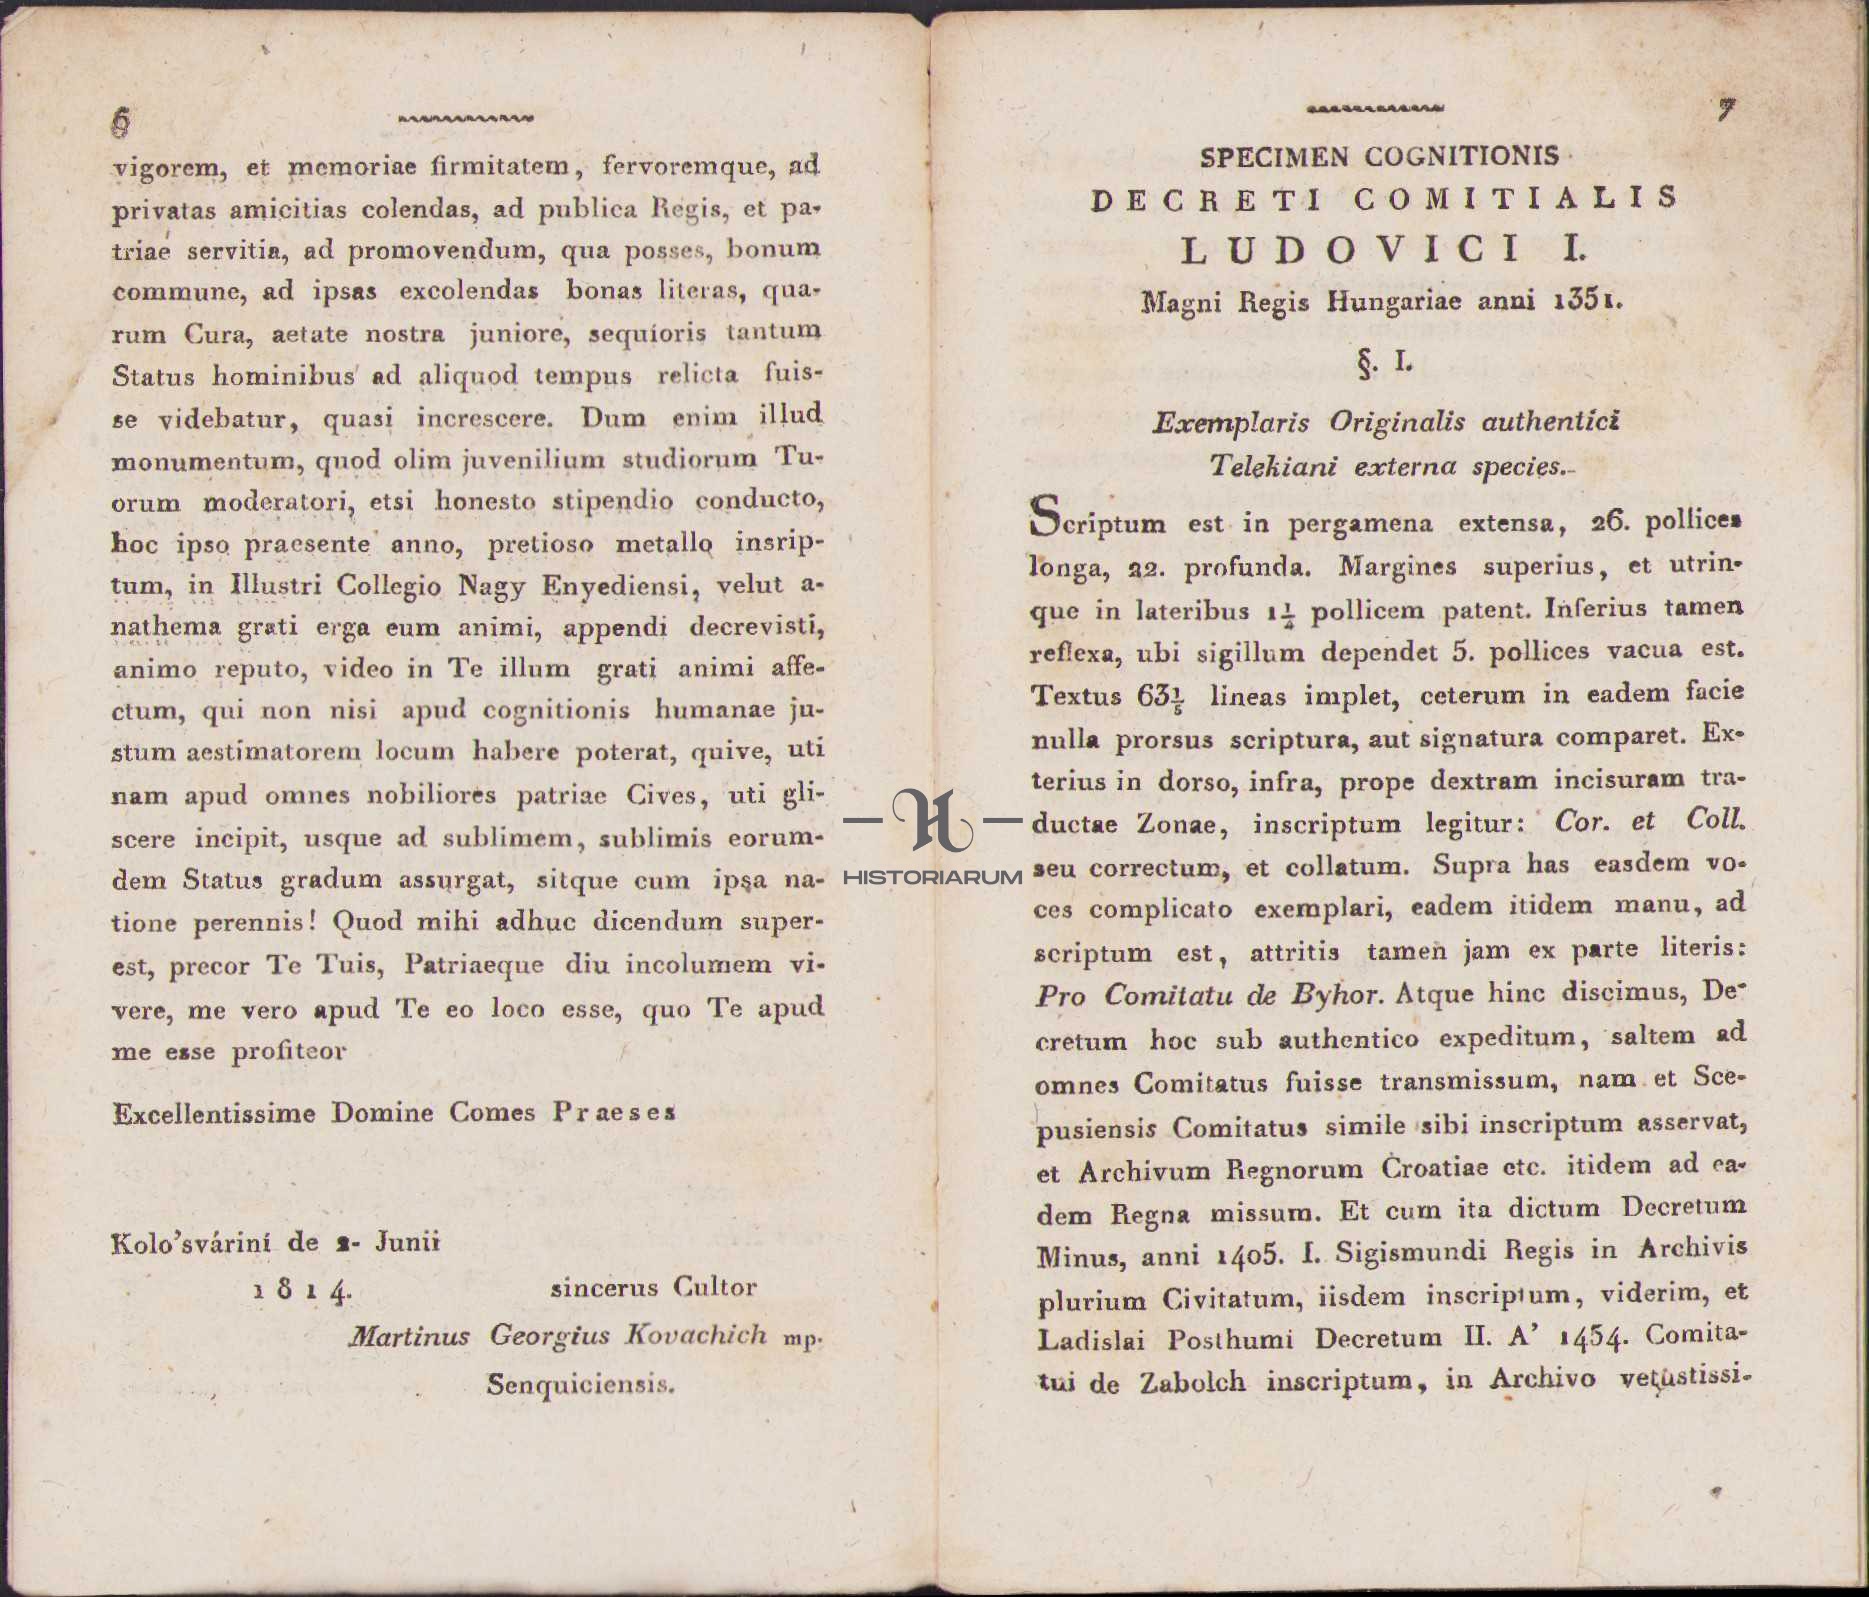 6
vigorem, et memoriae firmitatem, fervoremque, ad
privatas amicitias colendas, ad publica Regis, et pa-
triae servitia, ad promovendum, qua posses, bonum
commune, ad ipsas excolendas bonas literas, qua-
rum Cura, aetate nostra juniore, sequioris tantum
Status hominibus ad aliquod tempus relicta fuis-
se videbatur, quasi increscere. Dum enim illud
monumentum, quod olim juvenilium studiorum Tu-
orum moderatori, etsi honesto stipendio conducto,
hoc ipso praesente anno, pretioso metallo insrip-
tum, in Illustri Collegio Nagy Enyediensi, velut a-
nathema grati erga eum animi, appendi decrevisti,
animo reputo, video in Te illum grati animi affe-
ctum, qui non nisi apud cognitionis humanae ju-
stum aestimatorem locum habere poterat, quive, uti
nam apud omnes nobiliores patriae Cives, uti gli-
scere incipit, usque ad sublimem, sublimis eorum-
dem Status gradum assurgat, sitque cum ipsa na-
tione perennis! Quod mihi adhuc dicendum super-
est, precor Te Tuis, Patriaeque diu incolumem vi-
vere, me vero apud Te eo loco esse, quo Te apud
me esse profiteor
Excellentissime Domine Comes Praeses
Kolo'sváriní de 2- Junii
1814.
sincerus Cultor
Martinus Georgius Kovachich mp.
Senquiciensis.
7
SPECIMEN COGNITIONIS
DECRETI COMITIALIS
LUDOVICI I.
Magni Regis Hungariae anni 1351.
§. I.
Exemplaris Originalis authentici
Telekiani externa species.
Scriptum est in pergamena extensa, 26. pollices
longa, 22. profunda. Margines superius, et utrin-
que in lateribus 1¼ pollicem patent. Inferius tamen
reflexa, ubi sigillum dependet 5. pollices vacua est.
Textus 63⅕ lineas implet, ceterum in eadem facie
nulla prorsus scriptura, aut signatura comparet. Ex-
terius in dorso, infra, prope dextram incisuram tra-
ductae Zonae, inscriptum legitur: Cor. et Coll.
seu correctum, et collatum. Supra has easdem vo-
ces complicato exemplari, eadem itidem manu, ad
scriptum est, attritis tamen jam ex parte literis:
Pro Comitatu de Byhor. Atque hinc discimus, De-
cretum hoc sub authentico expeditum, saltem ad
omnes Comitatus fuisse transmissum, nam et Sce-
pusiensis Comitatus simile sibi inscriptum asservat,
et Archivum Regnorum Croatiae etc. itidem ad ea-
dem Regna missum. Et cum ita dictum Decretum
Minus, anni 1405. I. Sigismundi Regis in Archivis
plurium Civitatum, iisdem inscriptum, viderim, et
Ladislai Posthumi Decretum II. A' 1454. Comita-
tui de Zabolch inscriptum, in Archivo vetustissi-
H
HISTORIARUM